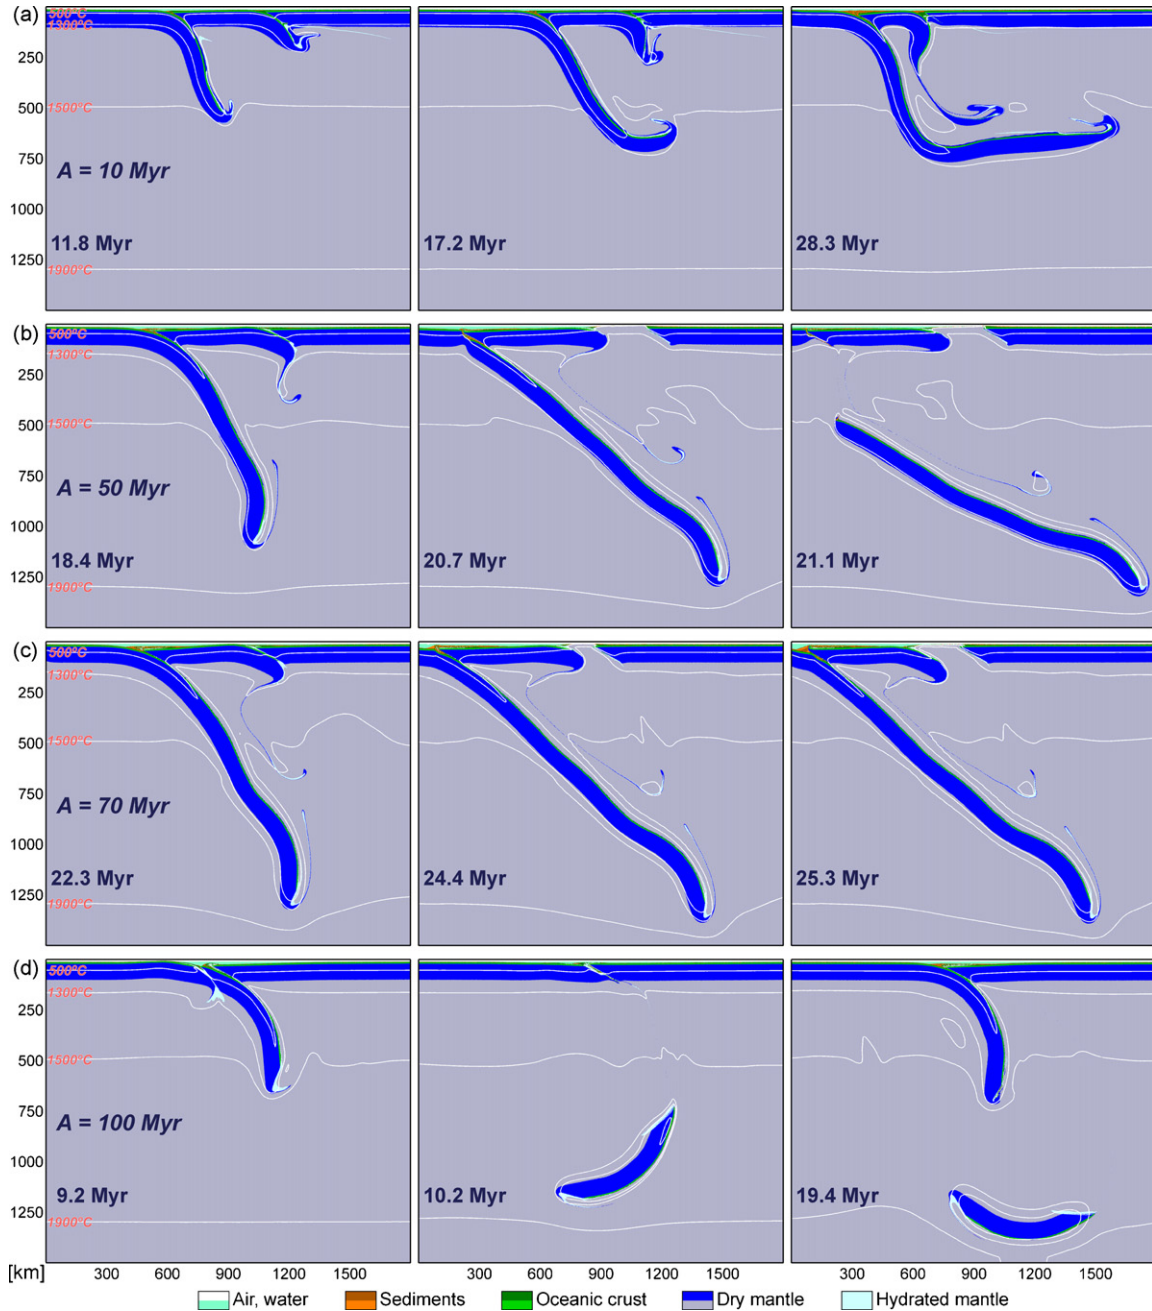 (a)
500°C
1300°C
250
500
1500°C
750
A = 10 Myr
1000
11.8 Myr
17.2 Myr
28.3 Myr
1250
1900°C
(b)
500°C
1300°C
250
500
1500°C
750
A = 50 Myr
1000
18.4 Myr
20.7 Myr
21.1 Myr
1250
1900°C
(c)
500°C
1300°C
250
500
1500°C
750
A = 70 Myr
1000
22.3 Myr
24.4 Myr
25.3 Myr
1250
1900°C
(d)
500°C
1300°C
250
500
1500°C
750
A = 100 Myr
1000
9.2 Myr
10.2 Myr
19.4 Myr
1250
1900°C
[km] 300 600 900 1200 1500 300 600 900 1200 1500 300 600 900 1200 1500
Air, water Sediments Oceanic crust Dry mantle Hydrated mantle